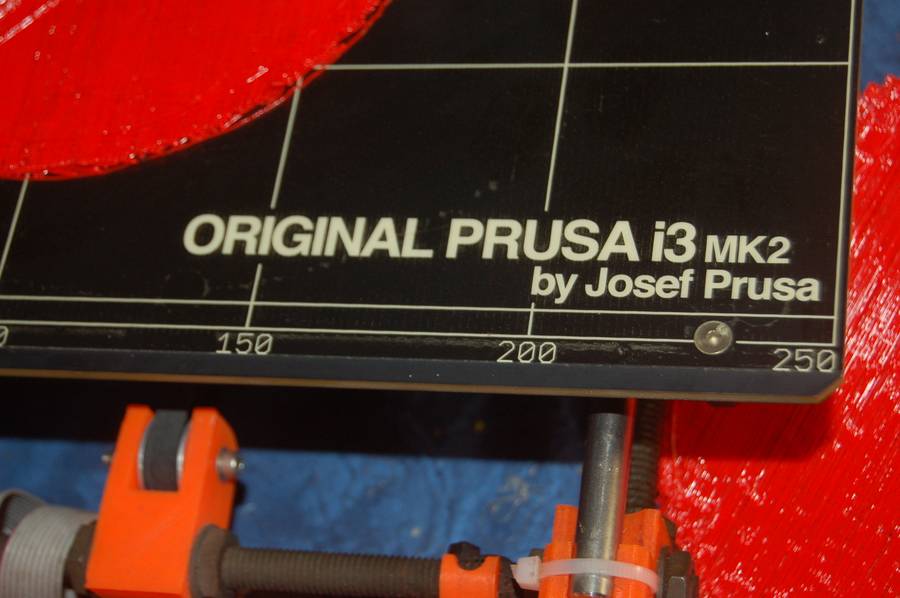 ORIGINAL PRUSA i3 MK2
by Josef Prusa
150 200 250